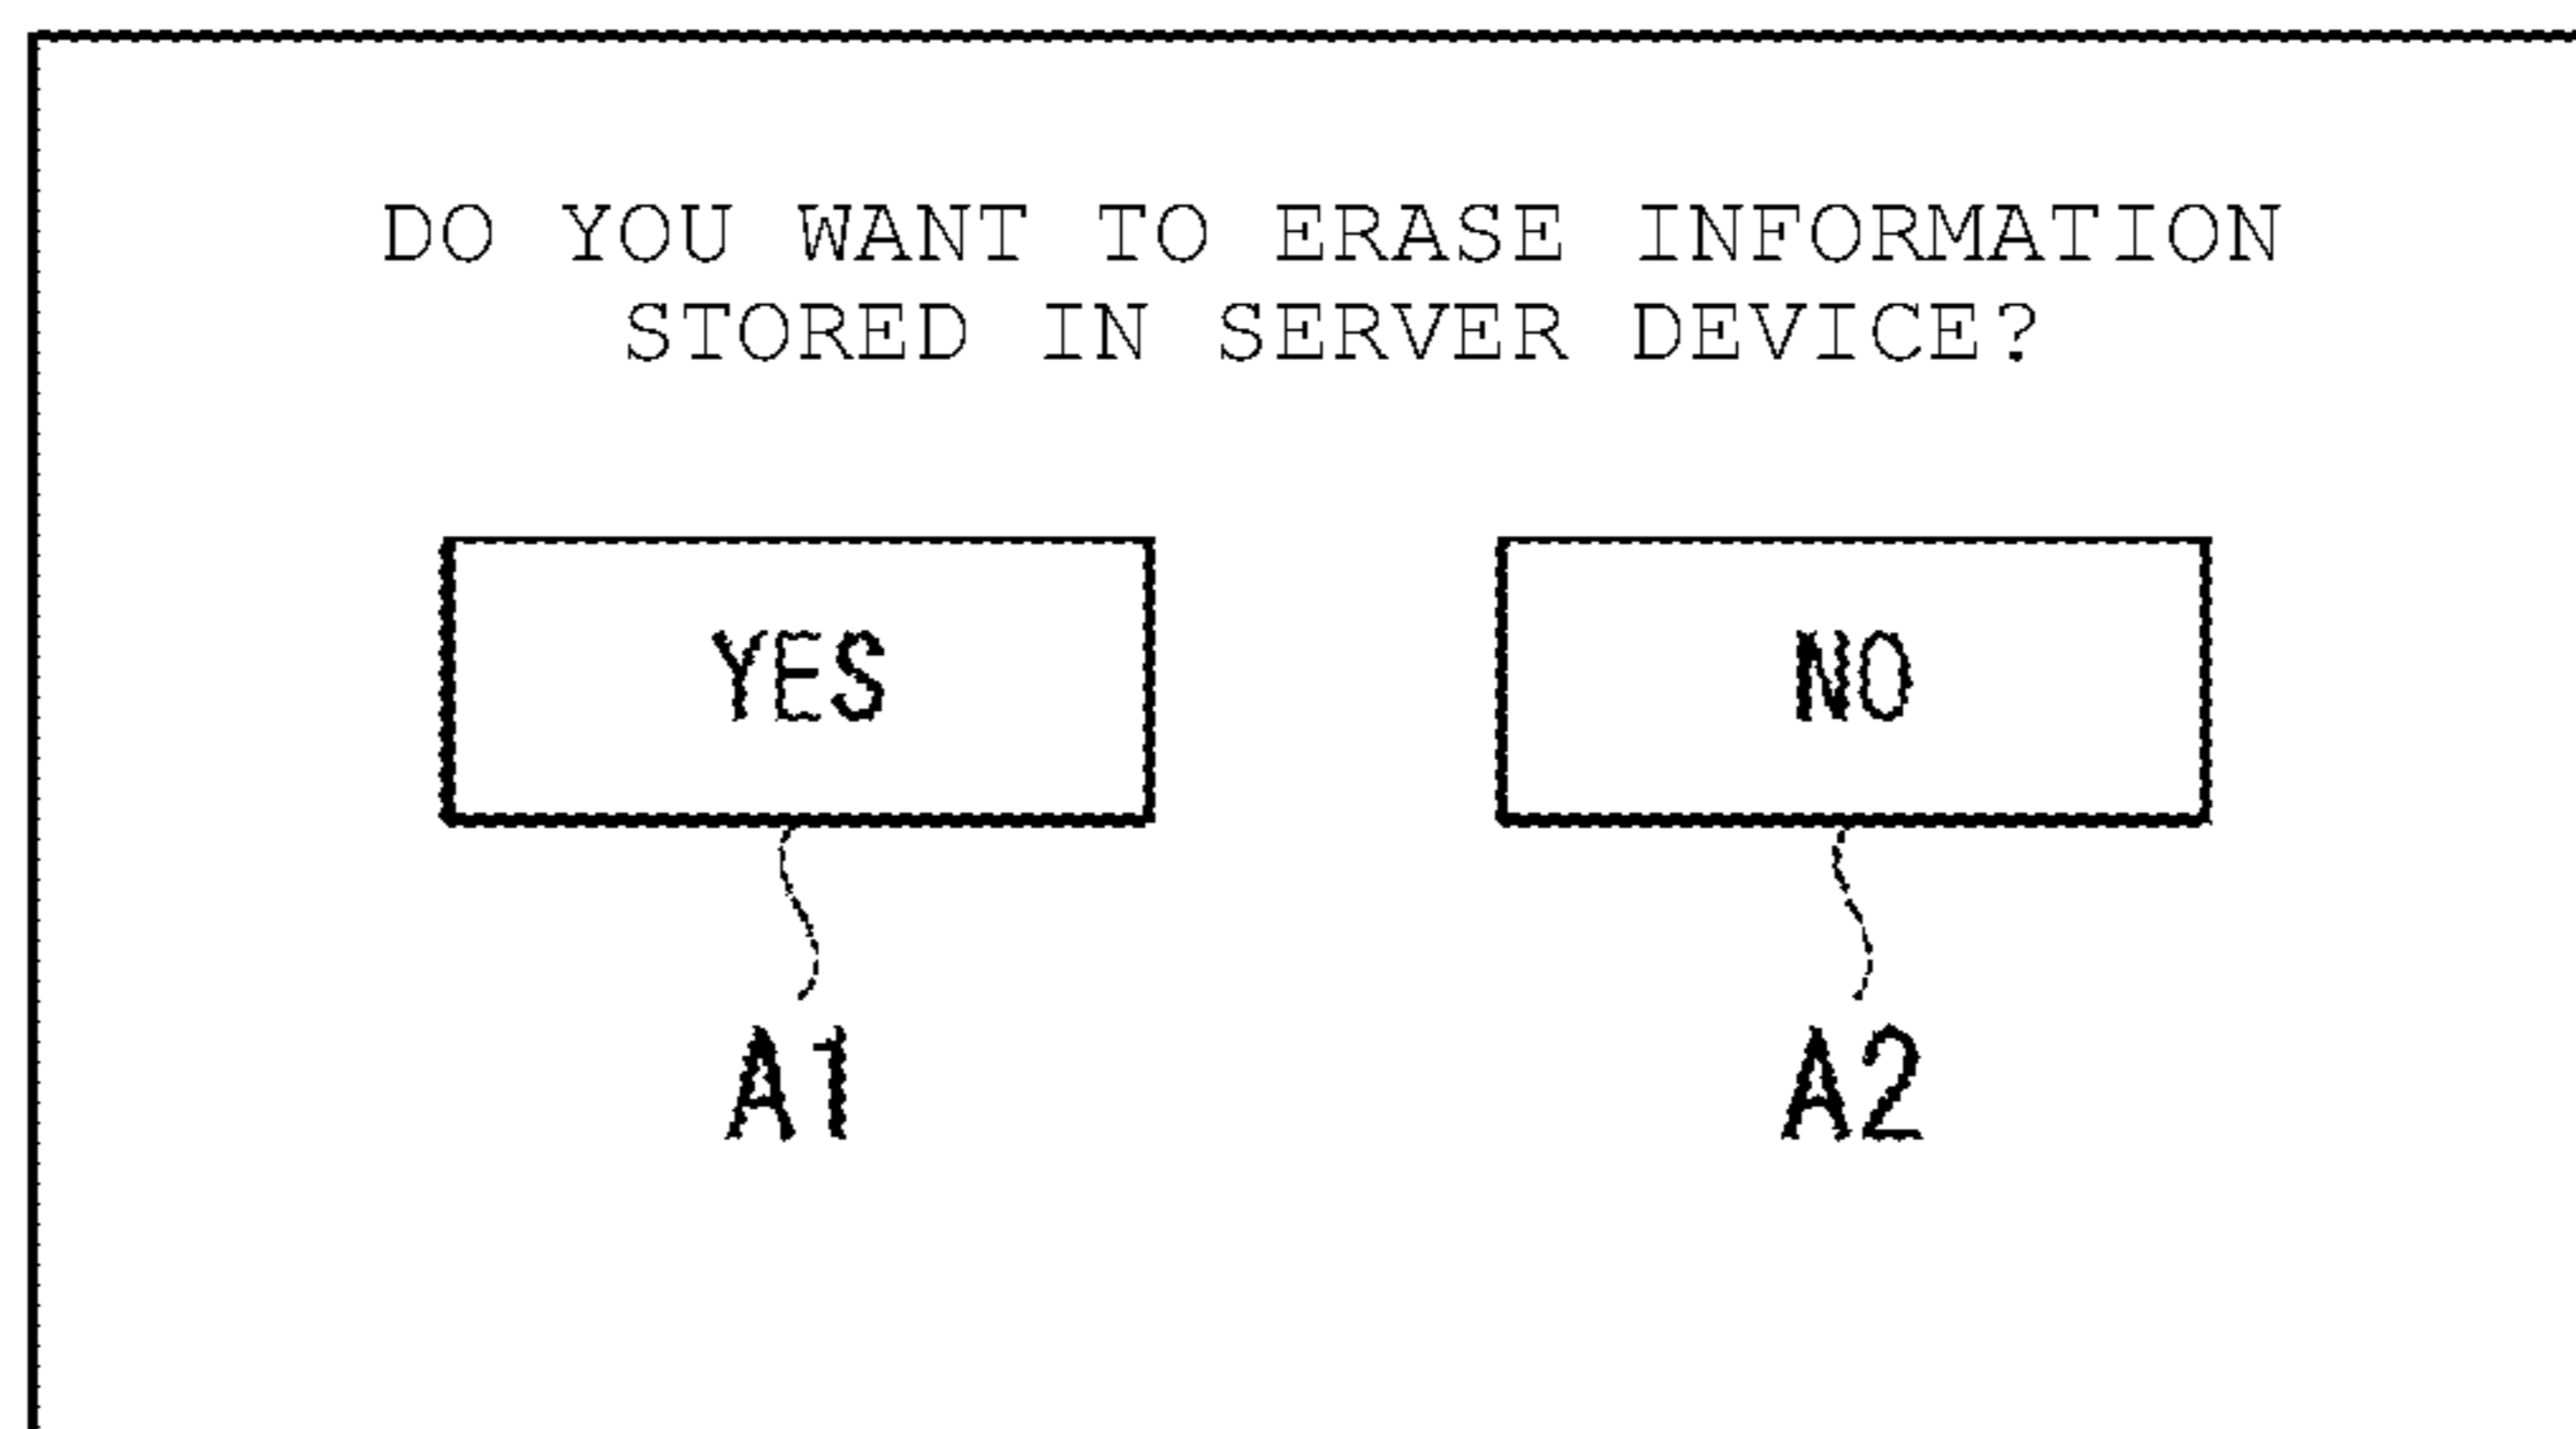 DO YOU WANT TO ERASE INFORMATION
STORED IN SERVER DEVICE?
YES NO
A1 A2